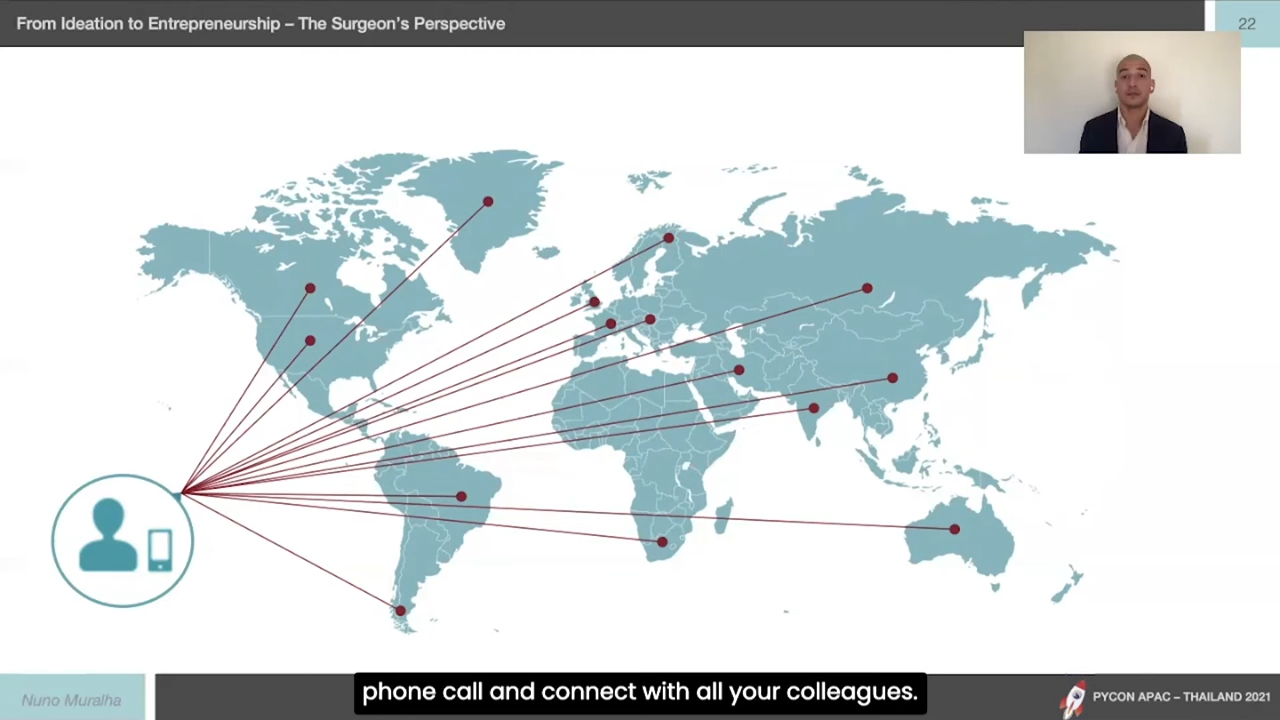 From Ideation to Entrepreneurship – The Surgeon's Perspective
22
phone call and connect with all your colleagues.
Nuno Muralha
PYCON APAC – THAILAND 2021